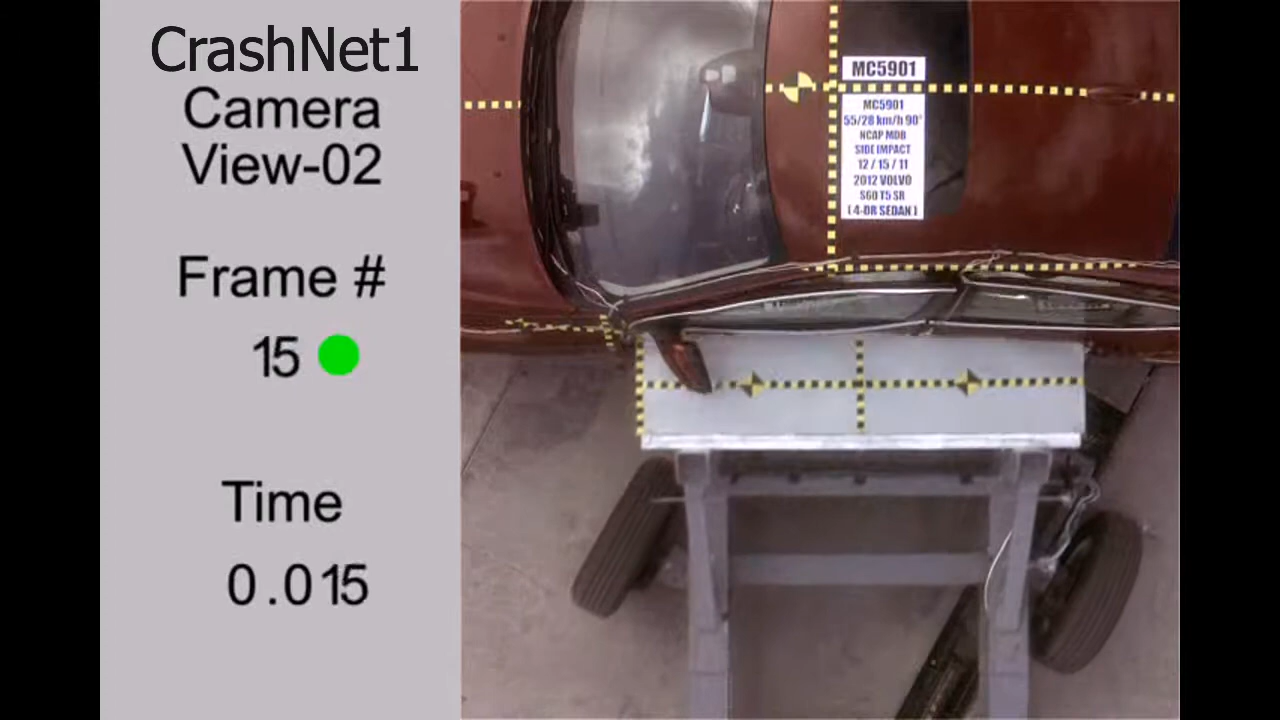 CrashNet1
Camera
View-02
Frame #
15
Time
0.015
MC5901
MC5901
55/28 km/h 90°
NCAP MDB
SIDE IMPACT
12 / 15 / 11
2012 VOLVO
S60 T5 SR
( 4-DR SEDAN )